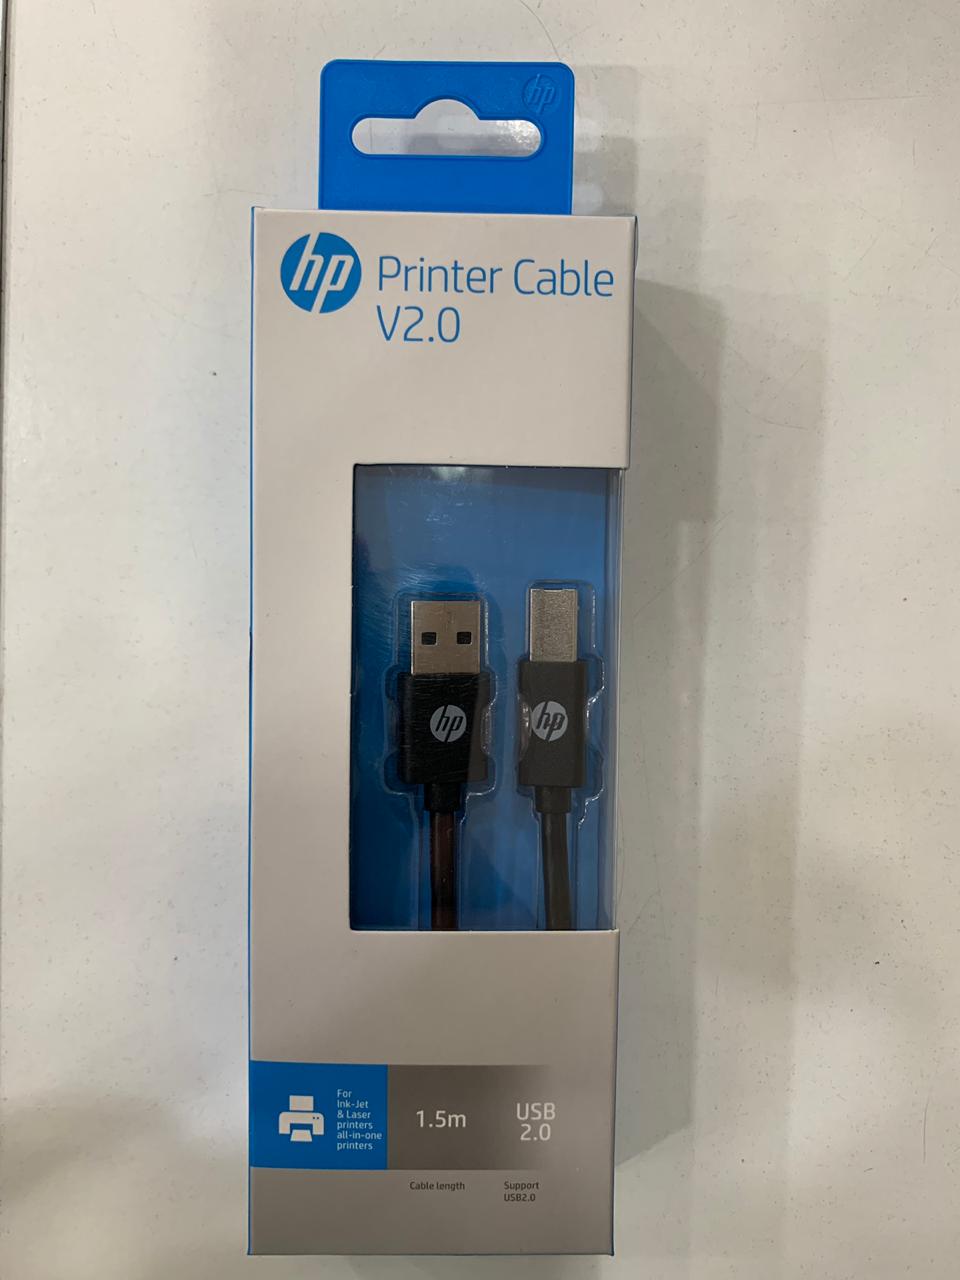 hp
hp Printer Cable
V2.0
hp
hp
For
Ink-Jet
& Laser
printers
all-in-one
printers
1.5m
USB
2.0
Cable length
Support
USB2.0